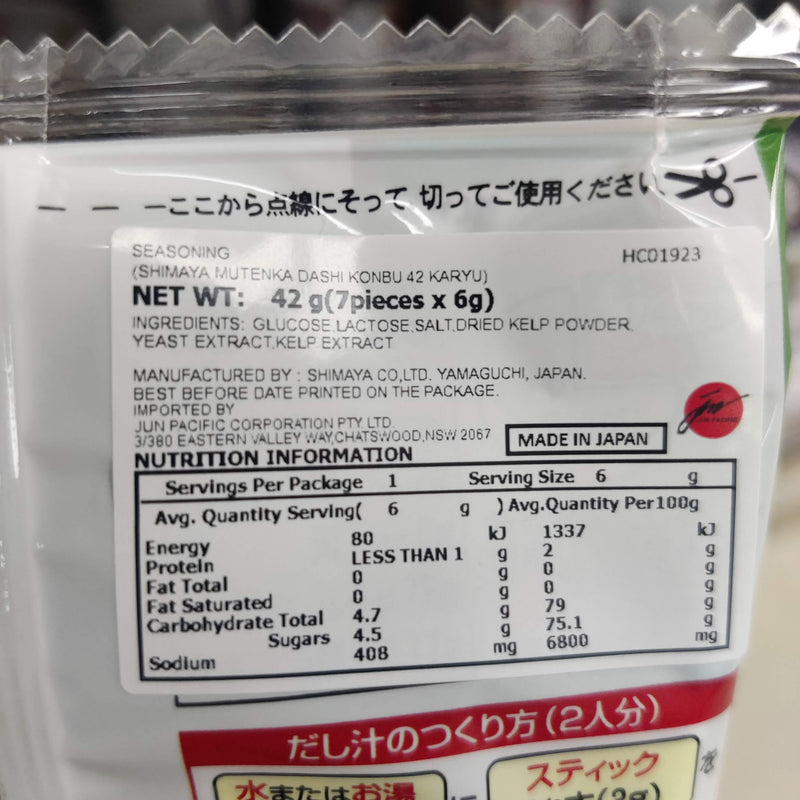 ここから点線にそって 切ってご使用ください
SEASONING HC01923
(SHIMAYA MUTENKA DASHI KONBU 42 KARYU)
NET WT: 42 g(7pieces x 6g)
INGREDIENTS: GLUCOSE,LACTOSE,SALT,DRIED KELP POWDER,
YEAST EXTRACT,KELP EXTRACT
MANUFACTURED BY : SHIMAYA CO,LTD. YAMAGUCHI, JAPAN.
BEST BEFORE DATE PRINTED ON THE PACKAGE.
IMPORTED BY
JUN PACIFIC CORPORATION PTY LTD.
3/380 EASTERN VALLEY WAY,CHATSWOOD,NSW 2067
jun
JUN PACIFIC
MADE IN JAPAN
NUTRITION INFORMATION
Servings Per Package 1 Serving Size 6 g
Avg. Quantity Serving( 6 g ) Avg.Quantity Per100g
Energy 80 kJ 1337 kJ
Protein LESS THAN 1 g 2 g
Fat Total 0 g 0 g
Fat Saturated 0 g 0 g
Carbohydrate Total 4.7 g 79 g
Sugars 4.5 g 75.1 g
Sodium 408 mg 6800 mg
だし汁のつくり方(2人分)
水またはお湯 に
スティック